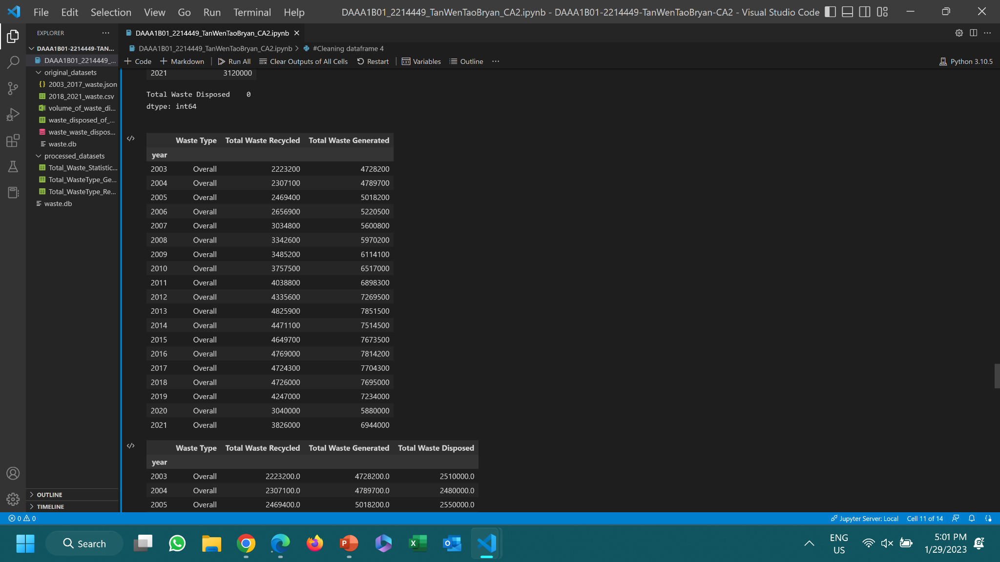 File Edit Selection View Go Run Terminal Help DAAA1B01_2214449_TanWenTaoBryan_CA2.ipynb - DAAA1B01-2214449-TanWenTaoBryan-CA2 - Visual Studio Code
EXPLORER
DAAA1B01_2214449_TanWenTaoBryan_CA2.ipynb
DAAA1B01-2214449-TAN...
DAAA1B01_2214449_...
original_datasets
2003_2017_waste.json
2018_2021_waste.csv
volume_of_waste_di...
waste_disposed_of_...
waste_waste_dispos...
waste.db
processed_datasets
Total_Waste_Statistic...
Total_WasteType_Ge...
Total_WasteType_Re...
waste.db
OUTLINE
TIMELINE
DAAA1B01_2214449_TanWenTaoBryan_CA2.ipynb > #Cleaning dataframe 4
+ Code + Markdown | Run All Clear Outputs of All Cells Restart | Variables Outline ... Python 3.10.5
2021 3120000
Total Waste Disposed 0
dtype: int64
Waste Type Total Waste Recycled Total Waste Generated
year
2003 Overall 2223200 4728200
2004 Overall 2307100 4789700
2005 Overall 2469400 5018200
2006 Overall 2656900 5220500
2007 Overall 3034800 5600800
2008 Overall 3342600 5970200
2009 Overall 3485200 6114100
2010 Overall 3757500 6517000
2011 Overall 4038800 6898300
2012 Overall 4335600 7269500
2013 Overall 4825900 7851500
2014 Overall 4471100 7514500
2015 Overall 4649700 7673500
2016 Overall 4769000 7814200
2017 Overall 4724300 7704300
2018 Overall 4726000 7695000
2019 Overall 4247000 7234000
2020 Overall 3040000 5880000
2021 Overall 3826000 6944000
Waste Type Total Waste Recycled Total Waste Generated Total Waste Disposed
year
2003 Overall 2223200.0 4728200.0 2510000.0
2004 Overall 2307100.0 4789700.0 2480000.0
2005 Overall 2469400.0 5018200.0 2550000.0
0 0 Jupyter Server: Local Cell 11 of 14
Search
ENG
US
5:01 PM
1/29/2023